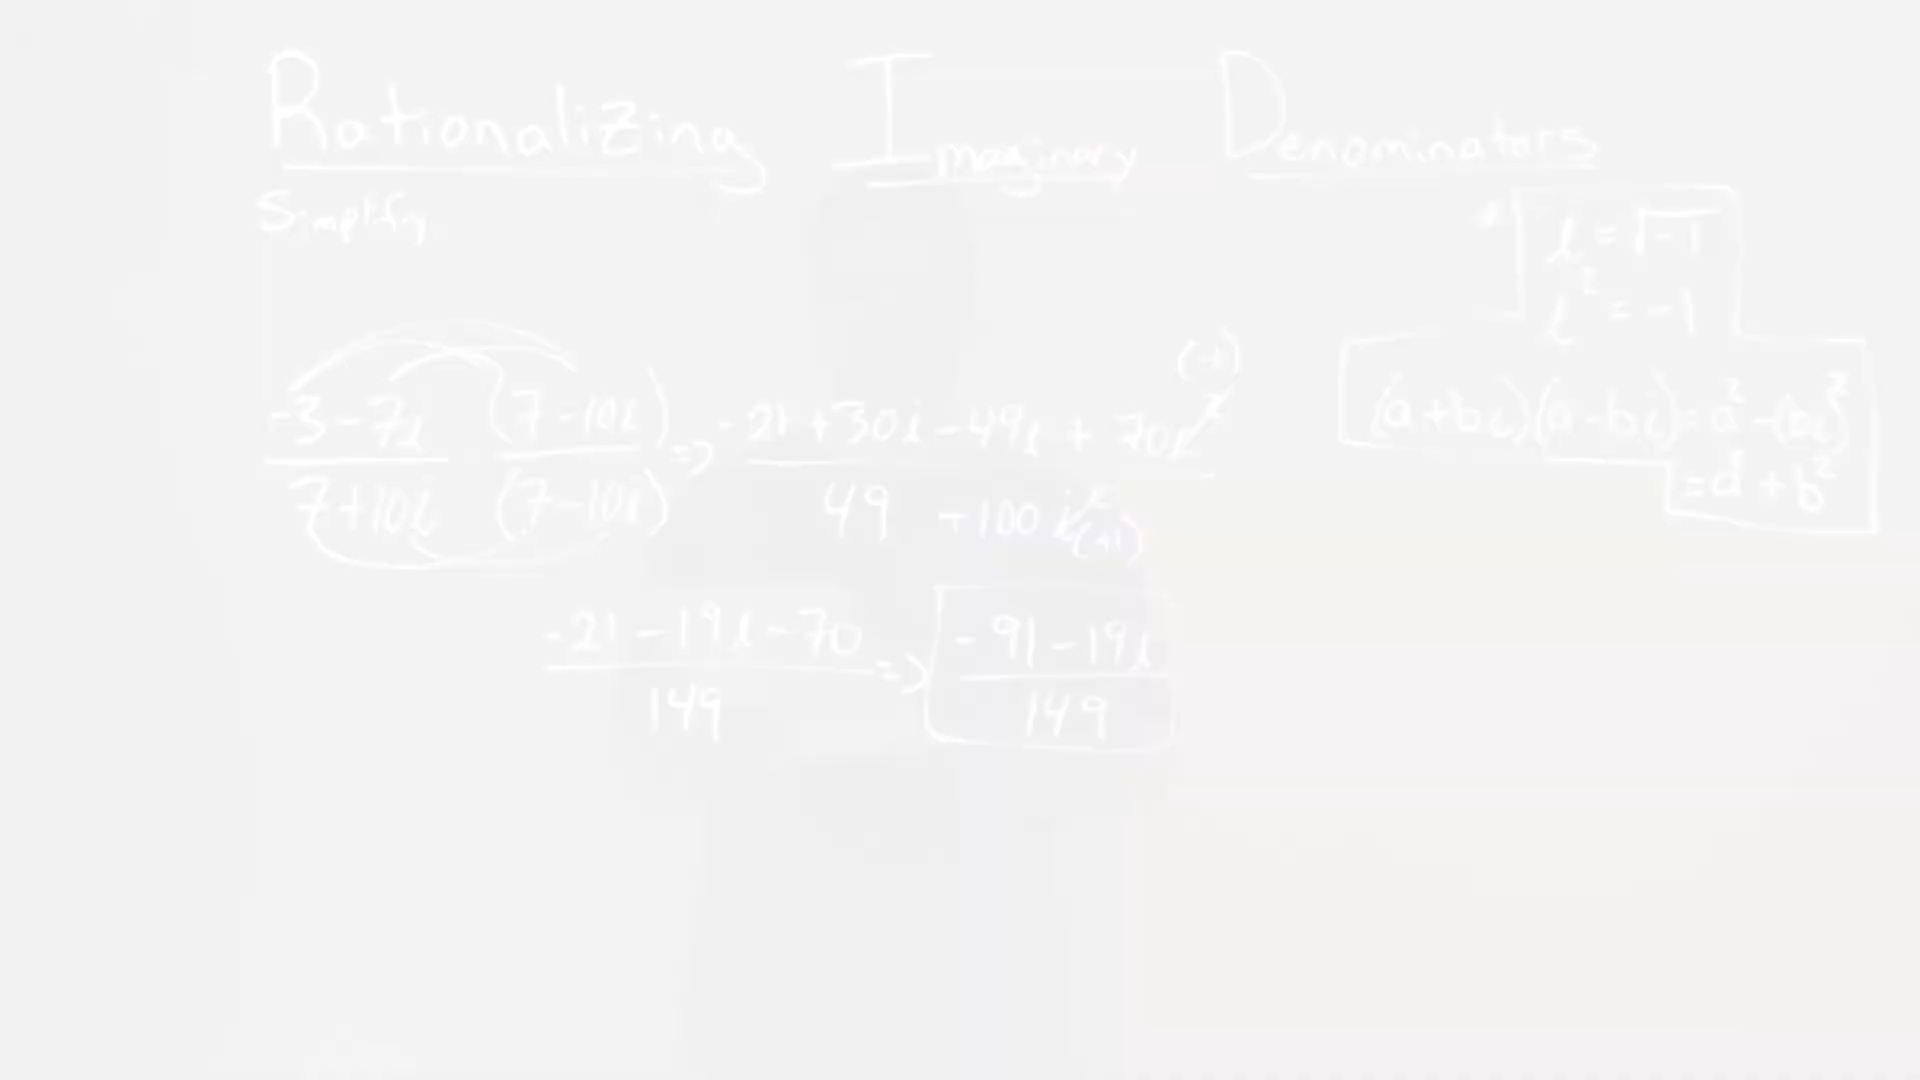 Rationalizing Imaginary Denominators
Simplify
* i = √-1
i² = -1
(a+bi)(a-bi) = a² - (bi)²
= a² + b²
-3-7i (7-10i) => -21+30i-49i+70i² (-1)
7+10i (7-10i) 49 -100i² (-1)
-21-19i-70 => -91-19i
149 149